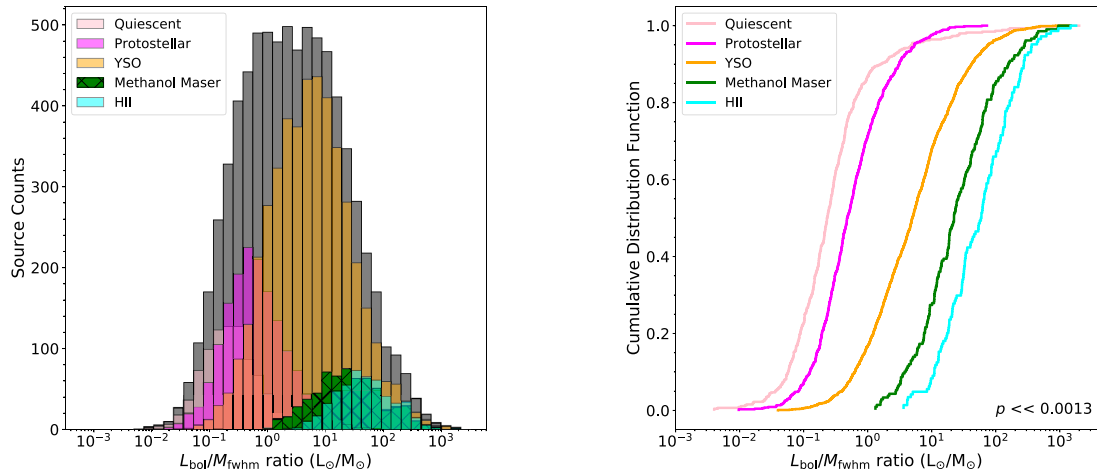 Quiescent
Protostellar
YSO
Methanol Maser
HII
Source Counts
500
400
300
200
100
0
10⁻³ 10⁻² 10⁻¹ 10⁰ 10¹ 10² 10³
L_bol/M_fwhm ratio (L⊙/M⊙)
Quiescent
Protostellar
YSO
Methanol Maser
HII
Cumulative Distribution Function
1.0
0.8
0.6
0.4
0.2
0.0
p << 0.0013
10⁻³ 10⁻² 10⁻¹ 10⁰ 10¹ 10² 10³
L_bol/M_fwhm ratio (L⊙/M⊙)